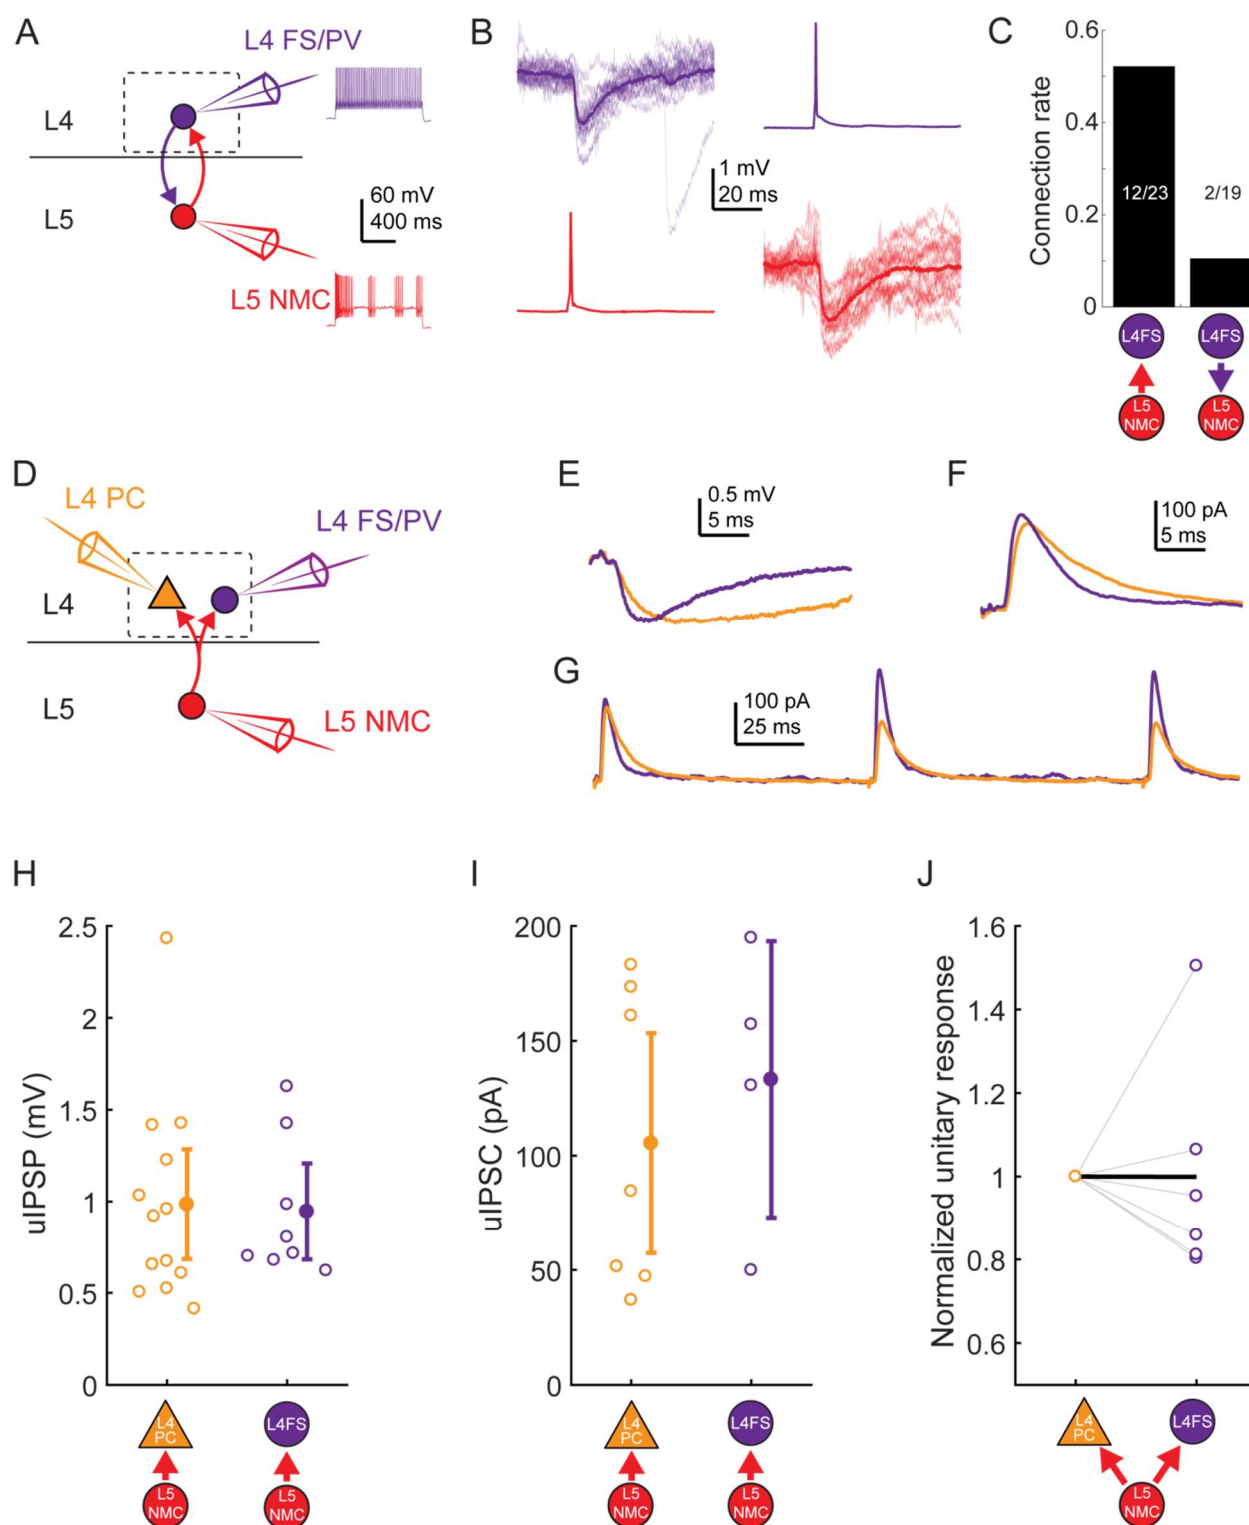 A
L4 FS/PV
L4
L5
60 mV
400 ms
L5 NMC
B
1 mV
20 ms
C
Connection rate
0.6
0.4
0.2
0
12/23
2/19
L4FS
L4FS
L5
NMC
L5
NMC
D
L4 PC
L4 FS/PV
L4
L5
L5 NMC
E
0.5 mV
5 ms
F
100 pA
5 ms
G
100 pA
25 ms
H
uIPSP (mV)
2.5
2
1.5
1
0.5
0
L4
PC
L4FS
L5
NMC
L5
NMC
I
uIPSC (pA)
200
150
100
50
0
L4
PC
L4FS
L5
NMC
L5
NMC
J
Normalized unitary response
1.6
1.4
1.2
1
0.8
0.6
L4
PC
L4FS
L5
NMC